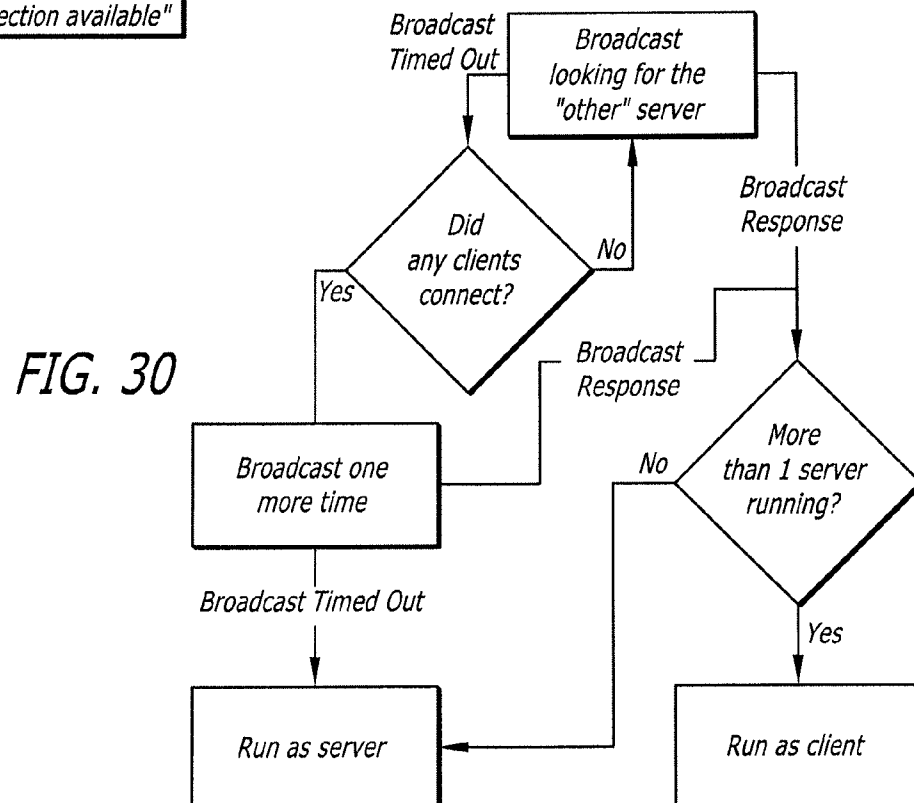 ection available"
Broadcast
Timed Out
Broadcast
looking for the
"other" server
Broadcast
Response
Did
any clients
connect?
No
Yes
FIG. 30
Broadcast
Response
More
than 1 server
running?
No
Broadcast one
more time
Broadcast Timed Out
Yes
Run as server
Run as client